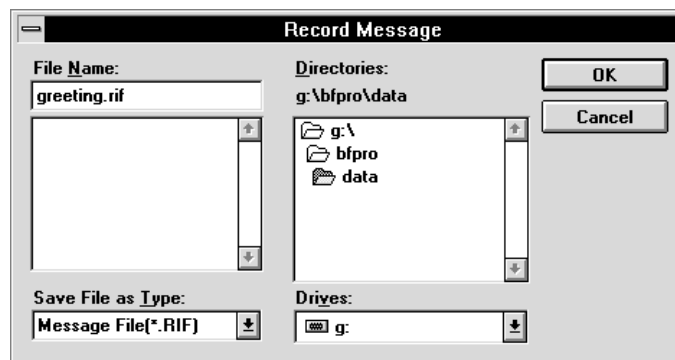 Record Message
File Name:
greeting.rif
Directories:
g:\bfpro\data
g:\
bfpro
data
OK
Cancel
Save File as Type:
Message File(*.RIF)
Drives:
g: